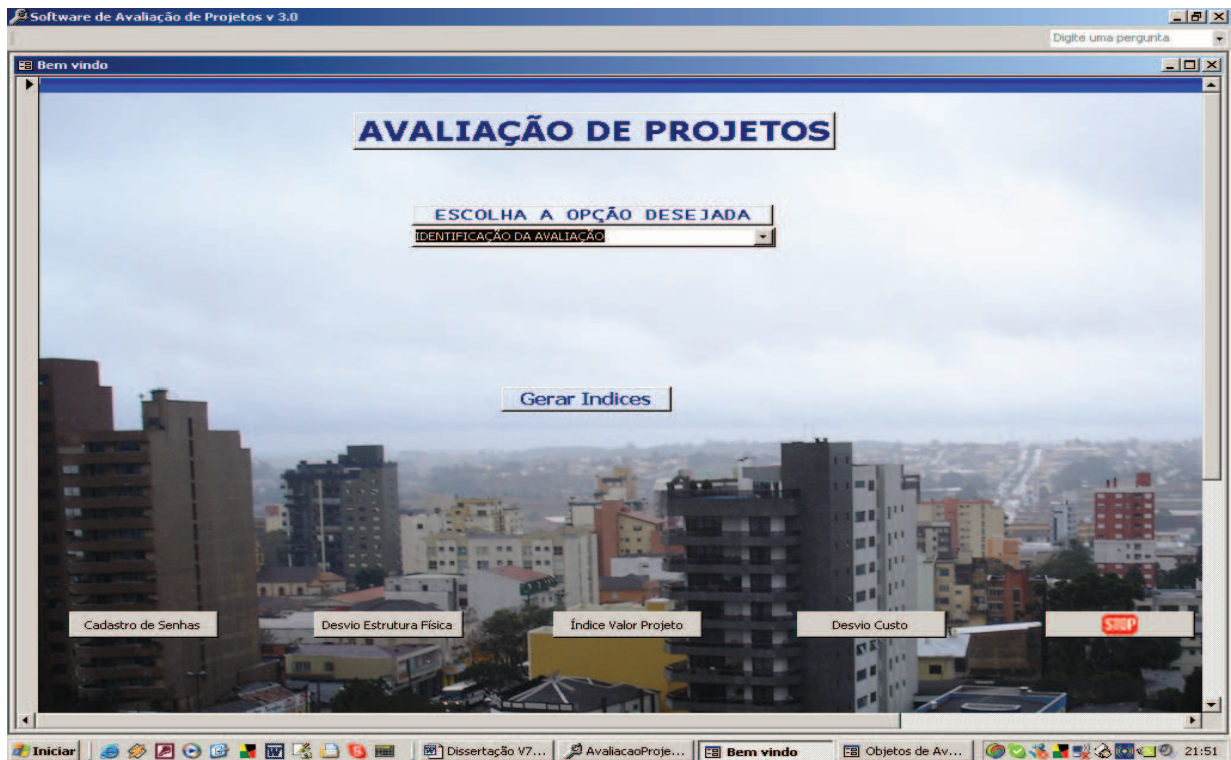 Software de Avaliação de Projetos v 3.0
Digite uma pergunta
Bem vindo
AVALIAÇÃO DE PROJETOS
ESCOLHA A OPÇÃO DESEJADA
IDENTIFICAÇÃO DA AVALIAÇÃO
Gerar Indices
Cadastro de Senhas Desvio Estrutura Física Índice Valor Projeto Desvio Custo STOP
Iniciar Dissertação V7... AvaliacaoProje... Bem vindo Objetos de Av... 21:51